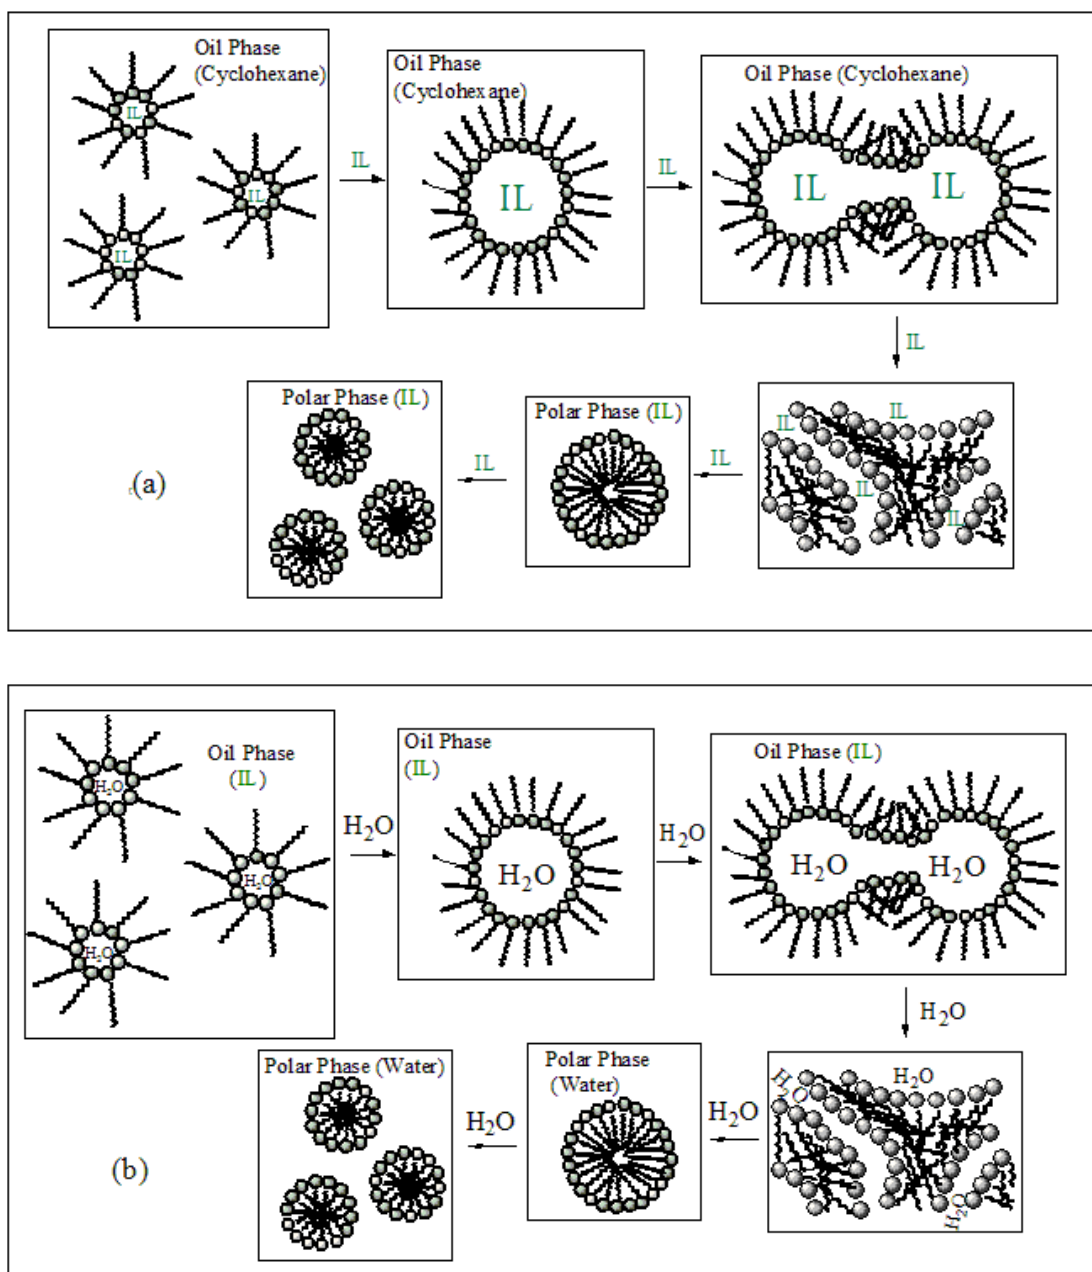 Oil Phase
(Cyclohexane)
IL
IL
IL
IL
Oil Phase
(Cyclohexane)
IL
IL
Oil Phase (Cyclohexane)
IL IL
IL
IL
IL
IL
IL
IL
Polar Phase (IL)
IL
Polar Phase (IL)
(a)
Oil Phase
(IL)
H2O
H2O
H2O
H2O
Oil Phase
(IL)
H2O
H2O
Oil Phase (IL)
H2O H2O
H2O
H2O
H2O
H2O
H2O
Polar Phase
(Water)
H2O
Polar Phase (Water)
(b)